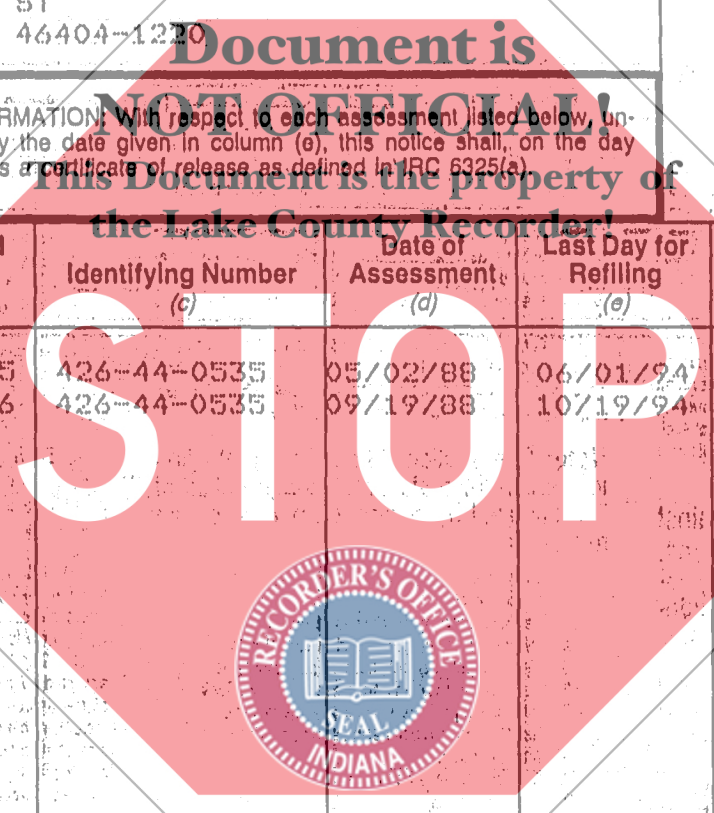 ST
46404-1220
Document is
NOT OFFICIAL!
RMATION: With respect to each assessment listed below, un-
y the date given in column (e), this notice shall, on the day
s a certificate of release as defined in IRC 6325(a).
This Document is the property of
the Lake County Recorder!
Identifying Number
(c)
Date of
Assessment
(d)
Last Day for
Refiling
(e)
5 426-44-0535 05/02/88 06/01/94
6 426-44-0535 09/19/88 10/19/94
STOP
RECORDER'S OFFICE
SEAL
INDIANA